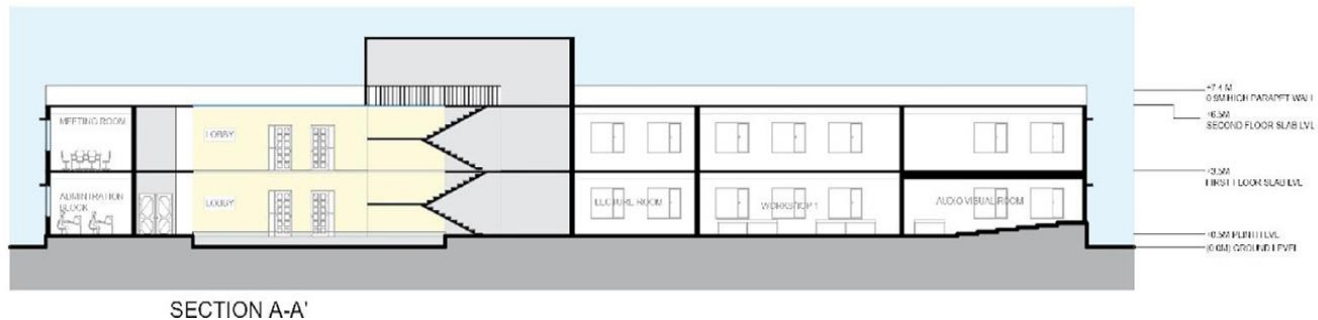 MEETING ROOM
LOBBY
ADMINTRATION
BLOCK
LOBBY
LECTURE ROOM
WORKSTOP 1
AUDIO VISUAL ROOM
+7.4 M
0.9M HIGH PARAPET WALL
+6.5M
SECOND FLOOR SLAB LVL
+3.5M
FIRST FLOOR SLAB LVL
+0.5M PLINTH LVL
(0.0M) GROUND LEVEL
SECTION A-A'